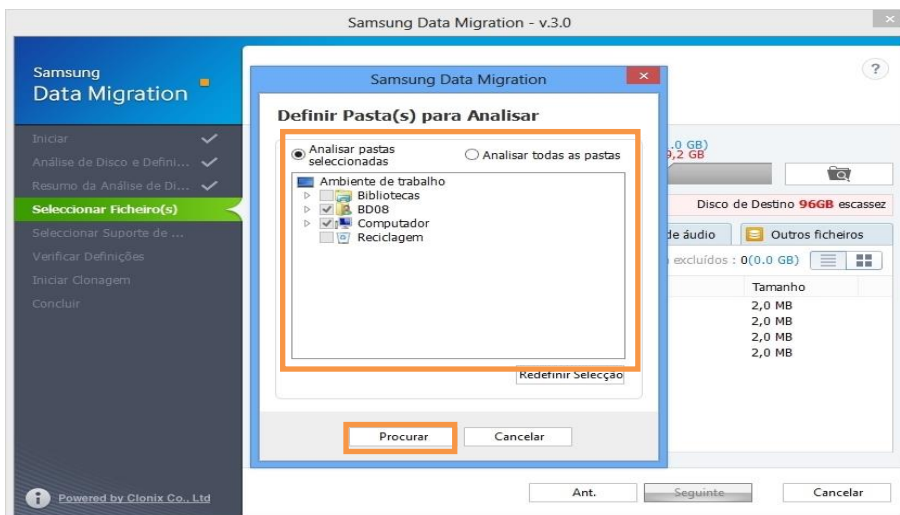 Samsung Data Migration - v.3.0
Samsung
Data Migration
Iniciar
Análise de Disco e Defini...
Resumo da Análise de Di...
Seleccionar Ficheiro(s)
Seleccionar Suporte de ...
Verificar Definições
Iniciar Clonagem
Concluir
Powered by Clonix Co., Ltd
?
.0 GB)
9,2 GB
Disco de Destino 96GB escassez
de áudio
Outros ficheiros
excluídos : 0(0.0 GB)
Tamanho
2,0 MB
2,0 MB
2,0 MB
2,0 MB
Samsung Data Migration
Definir Pasta(s) para Analisar
Analisar pastas
seleccionadas
Analisar todas as pastas
Ambiente de trabalho
Bibliotecas
BD08
Computador
Reciclagem
Redefinir Selecção
Procurar
Cancelar
Ant.
Seguinte
Cancelar